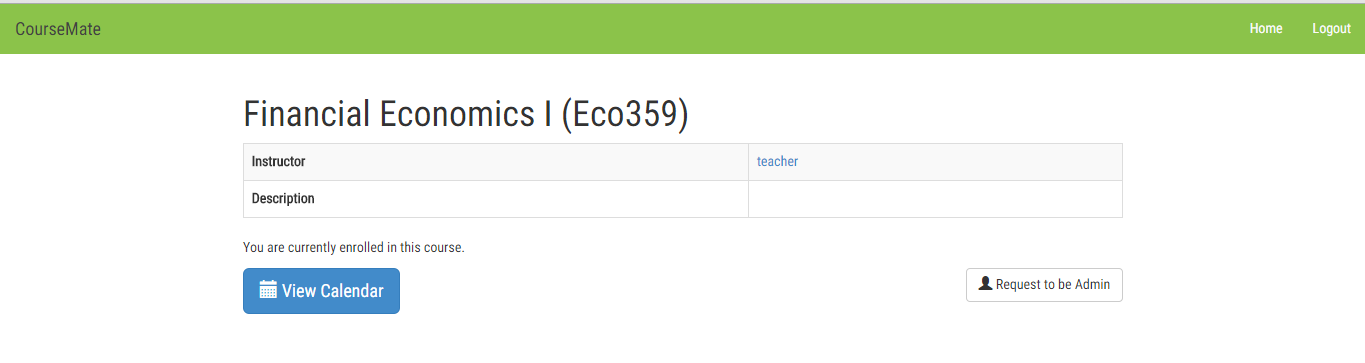 CourseMate Home Logout
Financial Economics I (Eco359)
Instructor teacher
Description
You are currently enrolled in this course.
View Calendar Request to be Admin